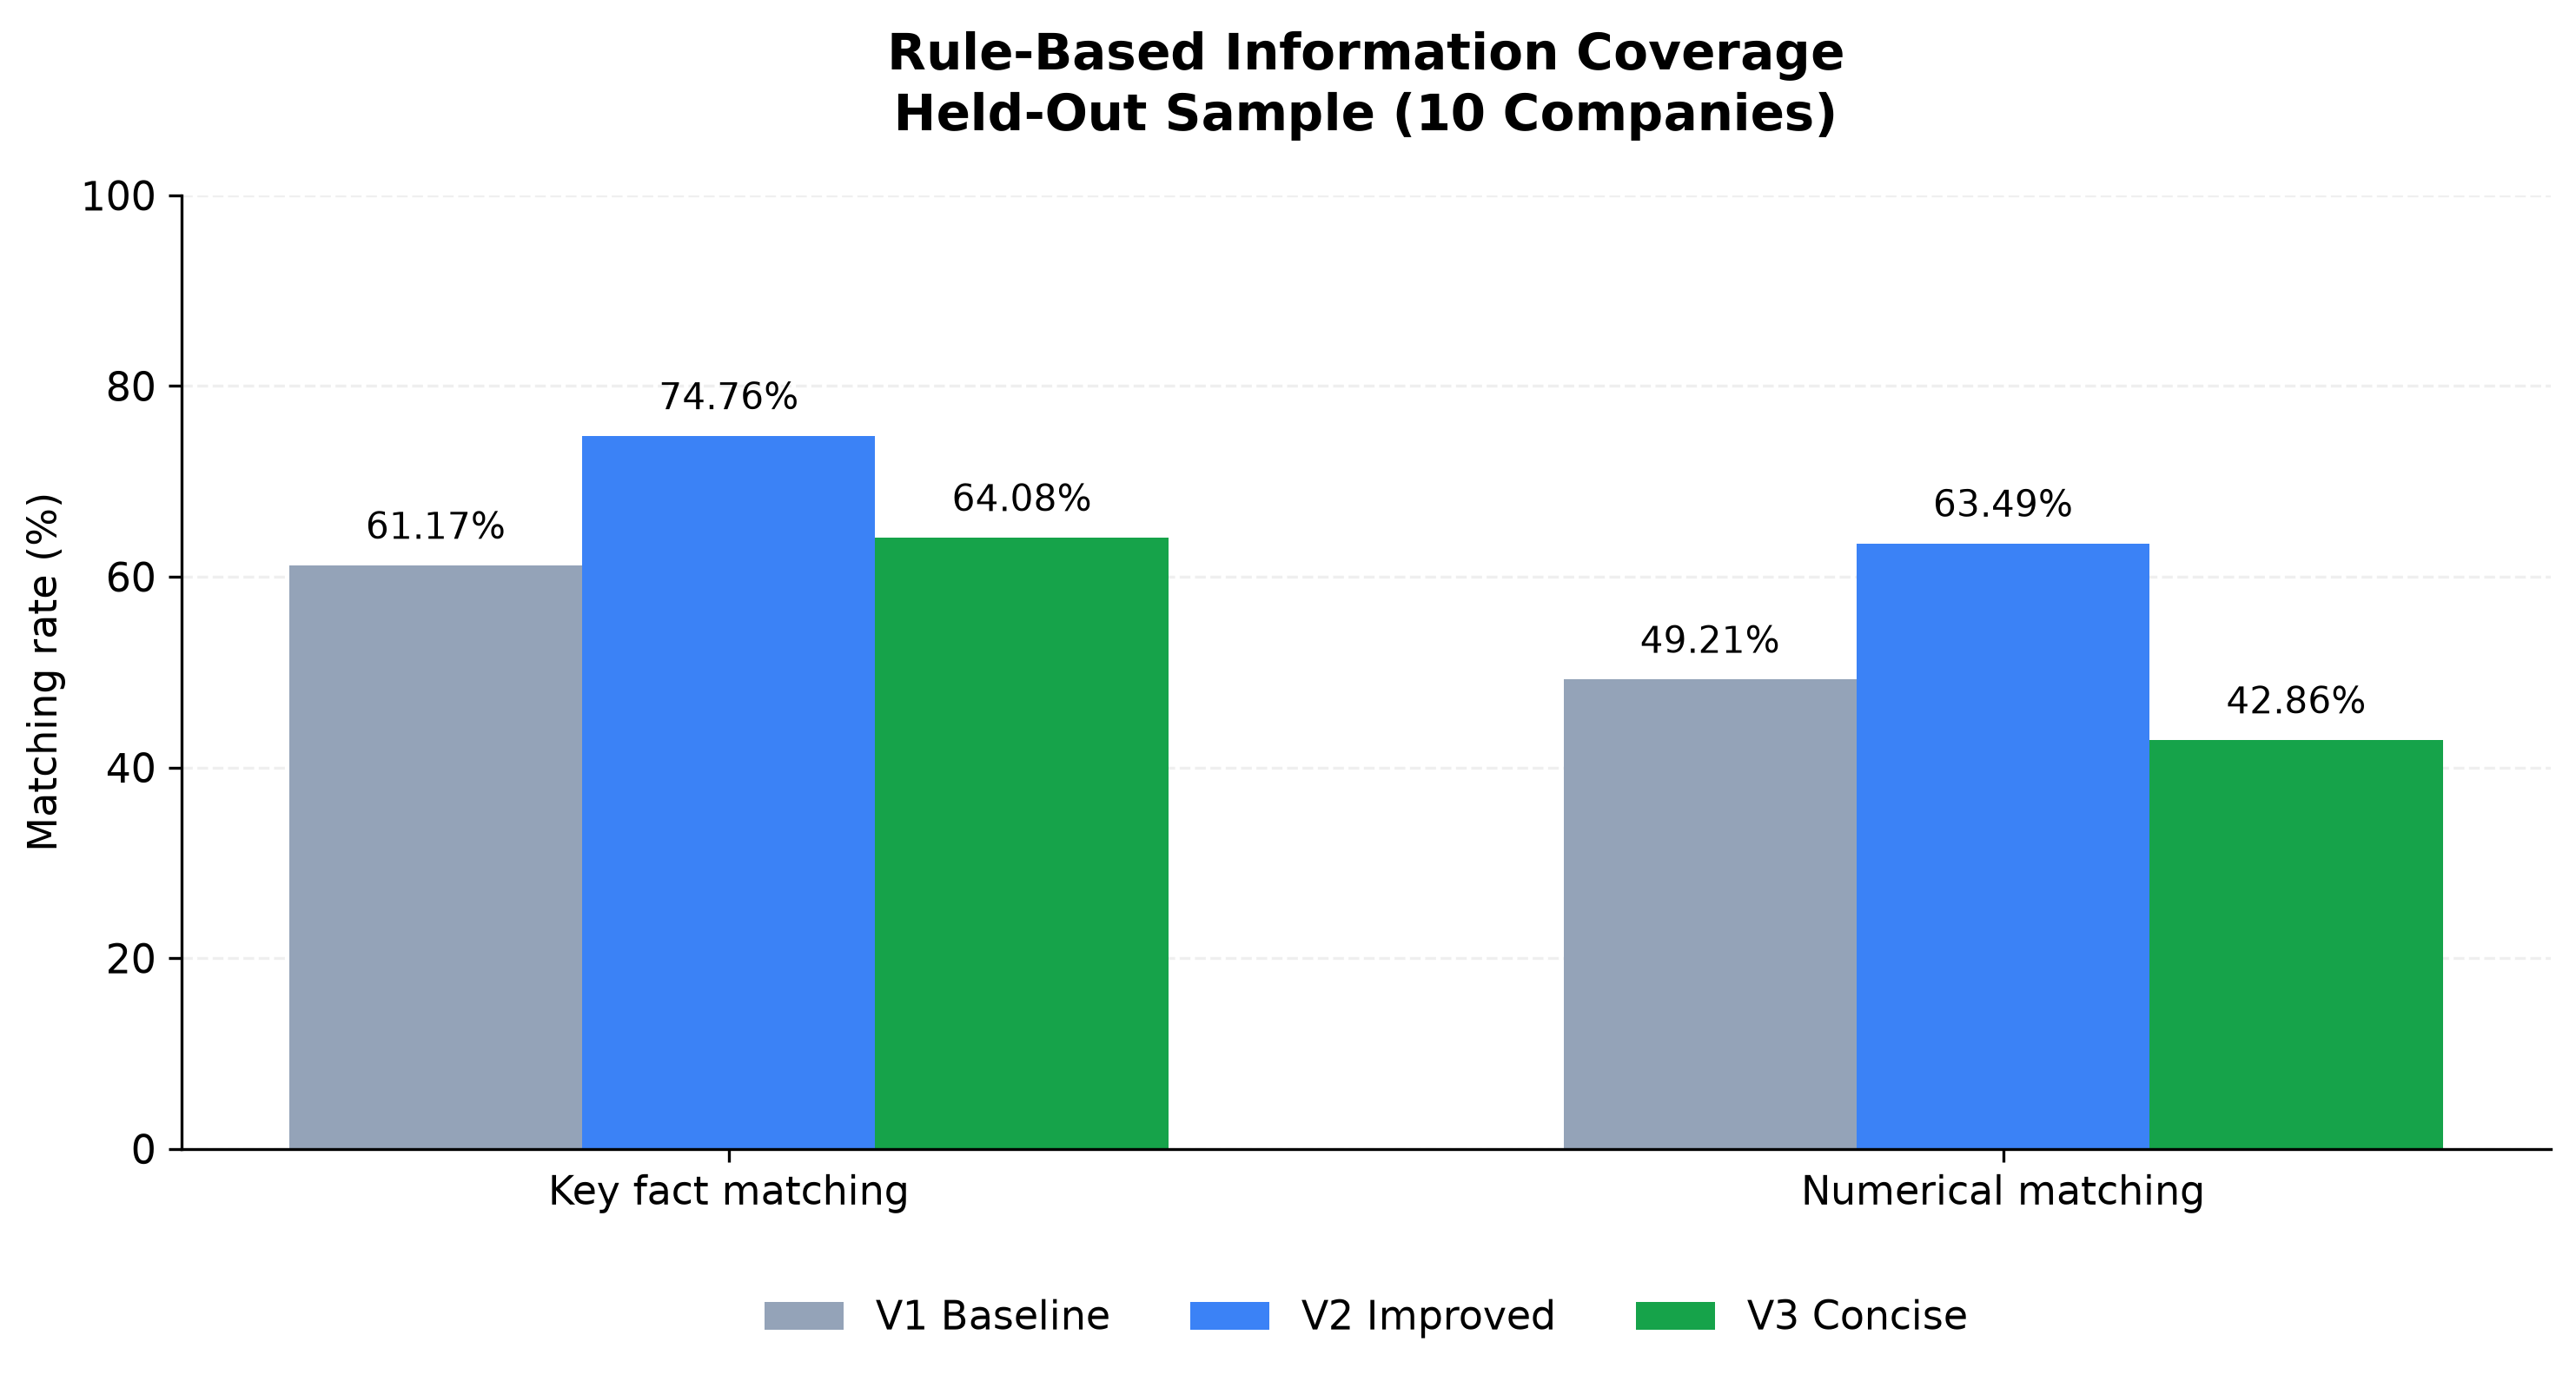 Rule-Based Information Coverage
Held-Out Sample (10 Companies)
Matching rate (%)
100
80
60
40
20
0
61.17%
74.76%
64.08%
49.21%
63.49%
42.86%
Key fact matching
Numerical matching
V1 Baseline
V2 Improved
V3 Concise